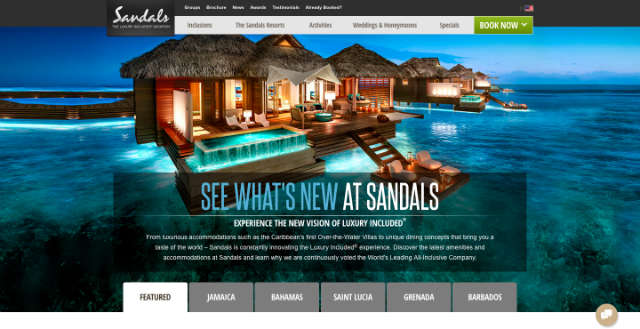 Groups Brochure News Awards Testimonials Already Booked?
Sandals
THE LUXURY INCLUDED® VACATION
Inclusions The Sandals Resorts Activities Weddings & Honeymoons Specials BOOK NOW
SEE WHAT'S NEW AT SANDALS
EXPERIENCE THE NEW VISION OF LUXURY INCLUDED™
From luxurious accommodations such as the Caribbean's first Over-the-Water Villas to unique dining concepts that bring you a
taste of the world – Sandals is constantly innovating the Luxury Included® experience. Discover the latest amenities and
accommodations at Sandals and learn why we are continuously voted the World's Leading All-Inclusive Company.
FEATURED JAMAICA BAHAMAS SAINT LUCIA GRENADA BARBADOS